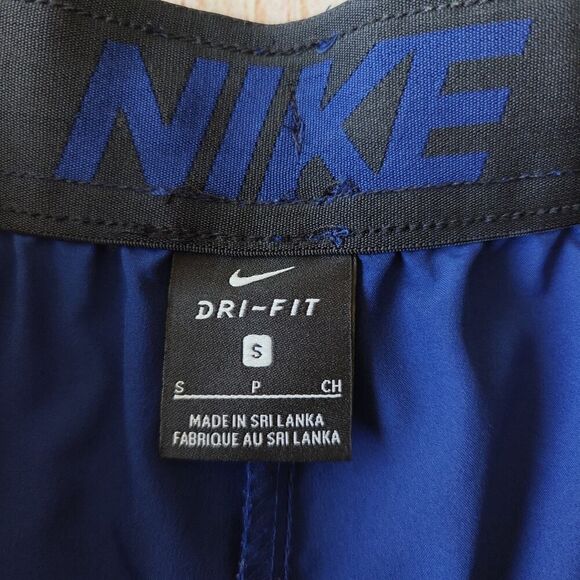 NIKE
DRI-FIT
S
S P CH
MADE IN SRI LANKA
FABRIQUE AU SRI LANKA